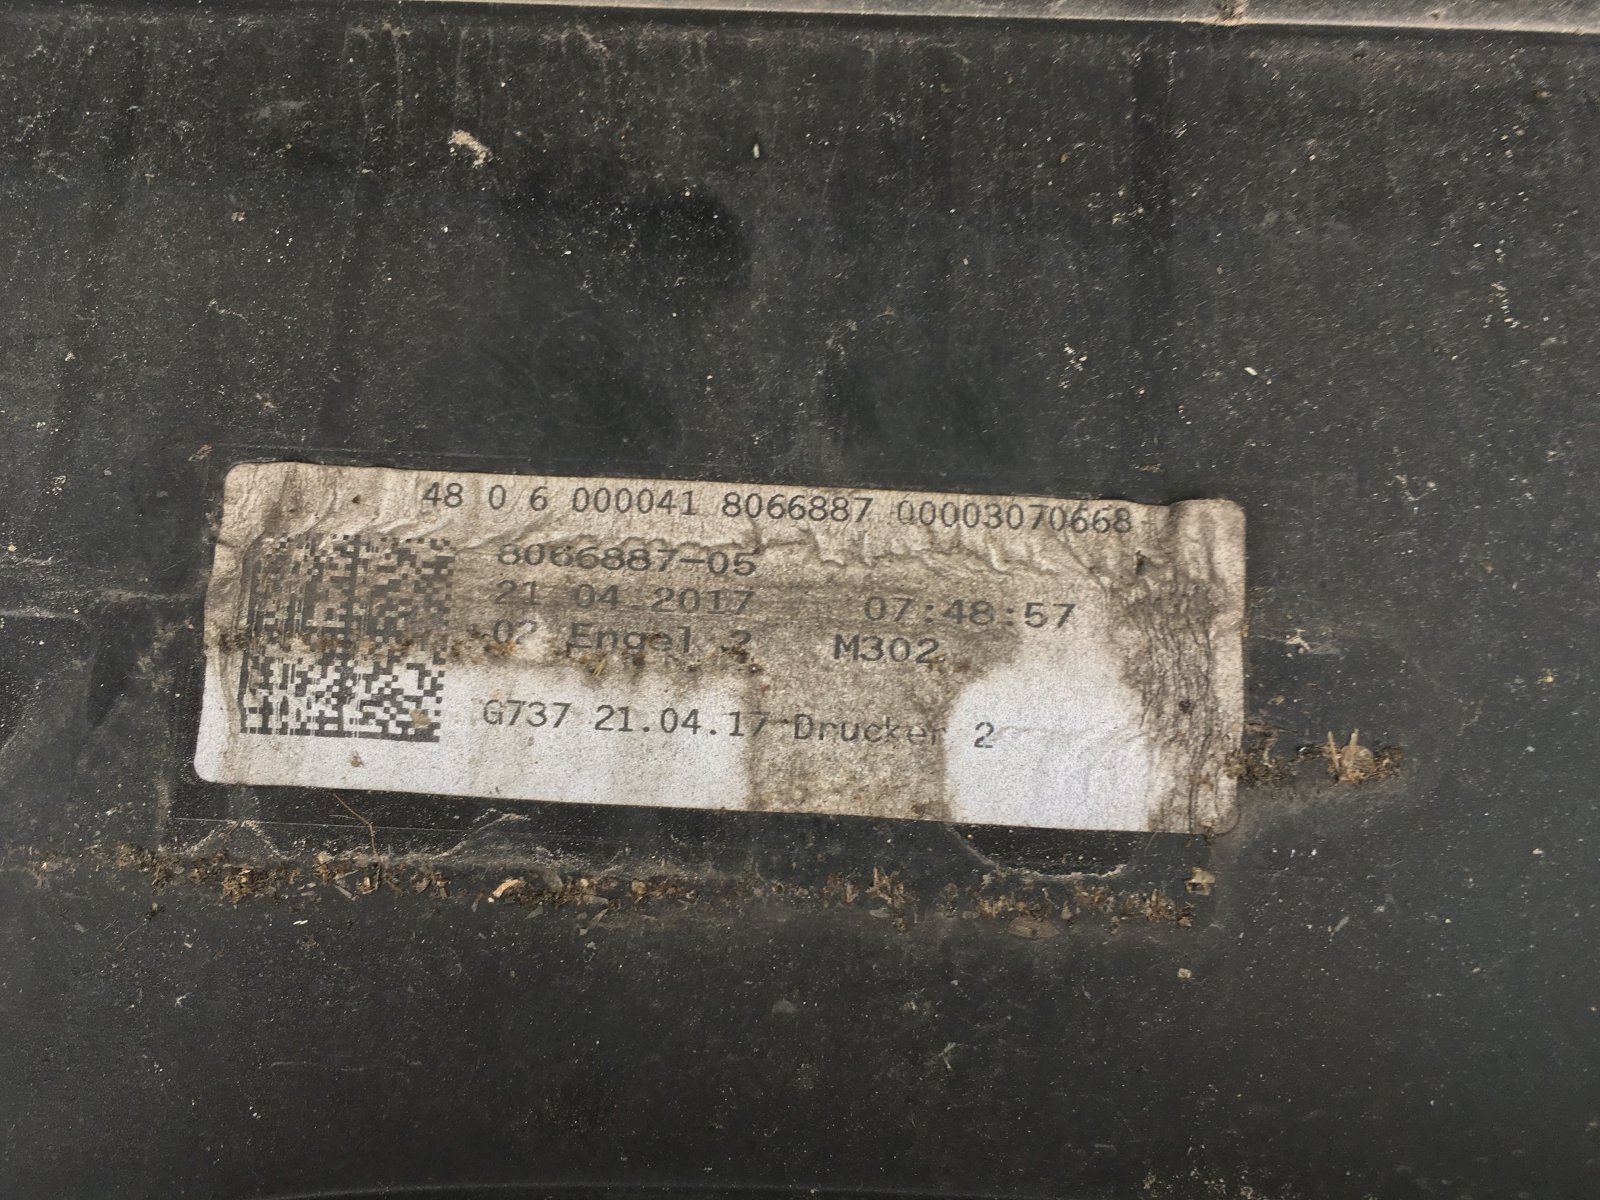 48 0 6 000041 8066887 00003070668
8066887-05
21.04.2017 07:48:57
02 Engel 2 M302
G737 21.04.17 Drucker 2